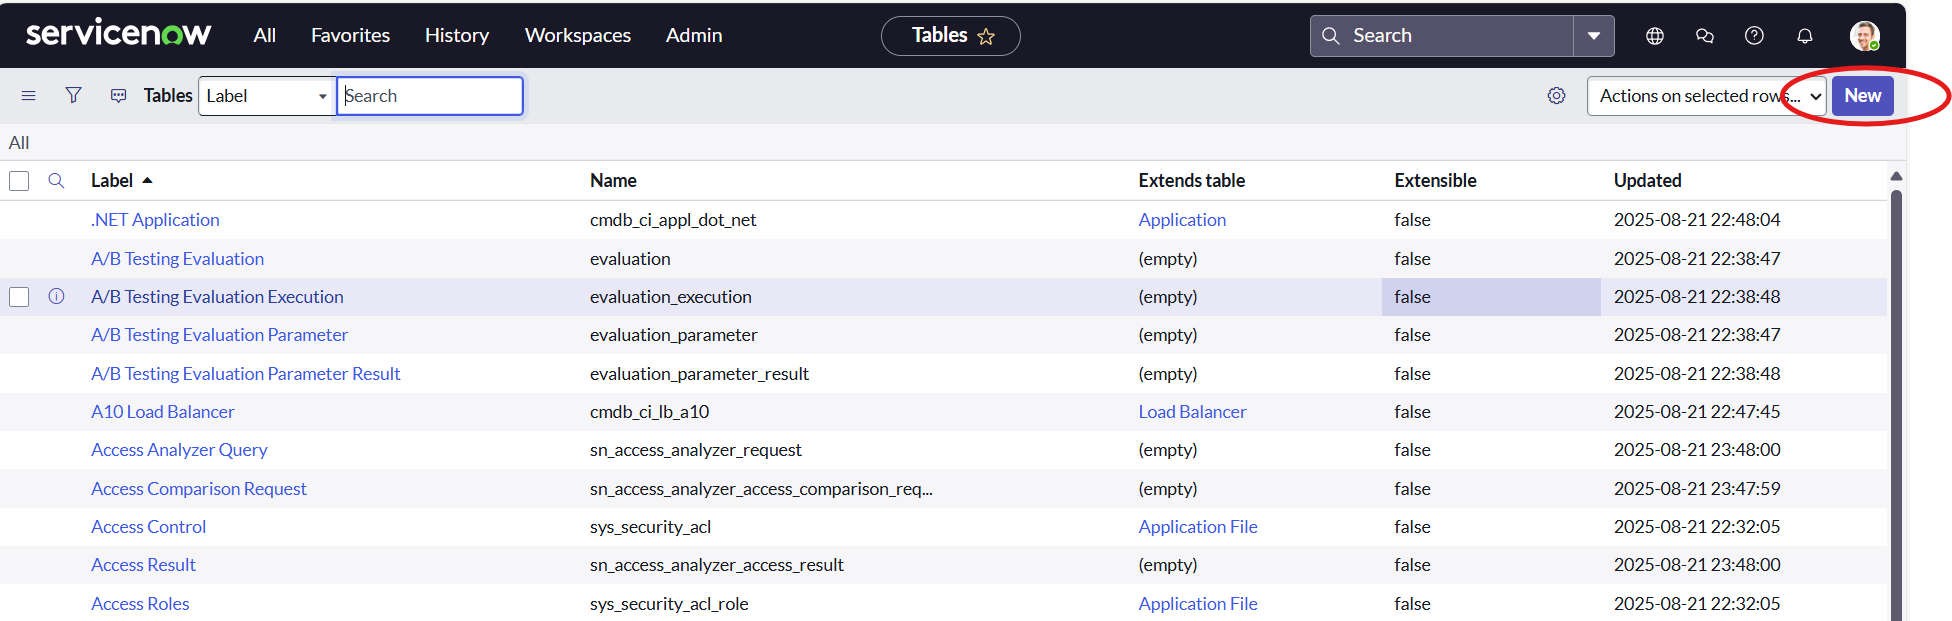 servicenow All Favorites History Workspaces Admin Tables Search
Tables Label Search Actions on selected rows... New
All
Label Name Extends table Extensible Updated
.NET Application cmdb_ci_appl_dot_net Application false 2025-08-21 22:48:04
A/B Testing Evaluation evaluation (empty) false 2025-08-21 22:38:47
A/B Testing Evaluation Execution evaluation_execution (empty) false 2025-08-21 22:38:48
A/B Testing Evaluation Parameter evaluation_parameter (empty) false 2025-08-21 22:38:47
A/B Testing Evaluation Parameter Result evaluation_parameter_result (empty) false 2025-08-21 22:38:48
A10 Load Balancer cmdb_ci_lb_a10 Load Balancer false 2025-08-21 22:47:45
Access Analyzer Query sn_access_analyzer_request (empty) false 2025-08-21 23:48:00
Access Comparison Request sn_access_analyzer_access_comparison_req... (empty) false 2025-08-21 23:47:59
Access Control sys_security_acl Application File false 2025-08-21 22:32:05
Access Result sn_access_analyzer_access_result (empty) false 2025-08-21 23:48:00
Access Roles sys_security_acl_role Application File false 2025-08-21 22:32:05